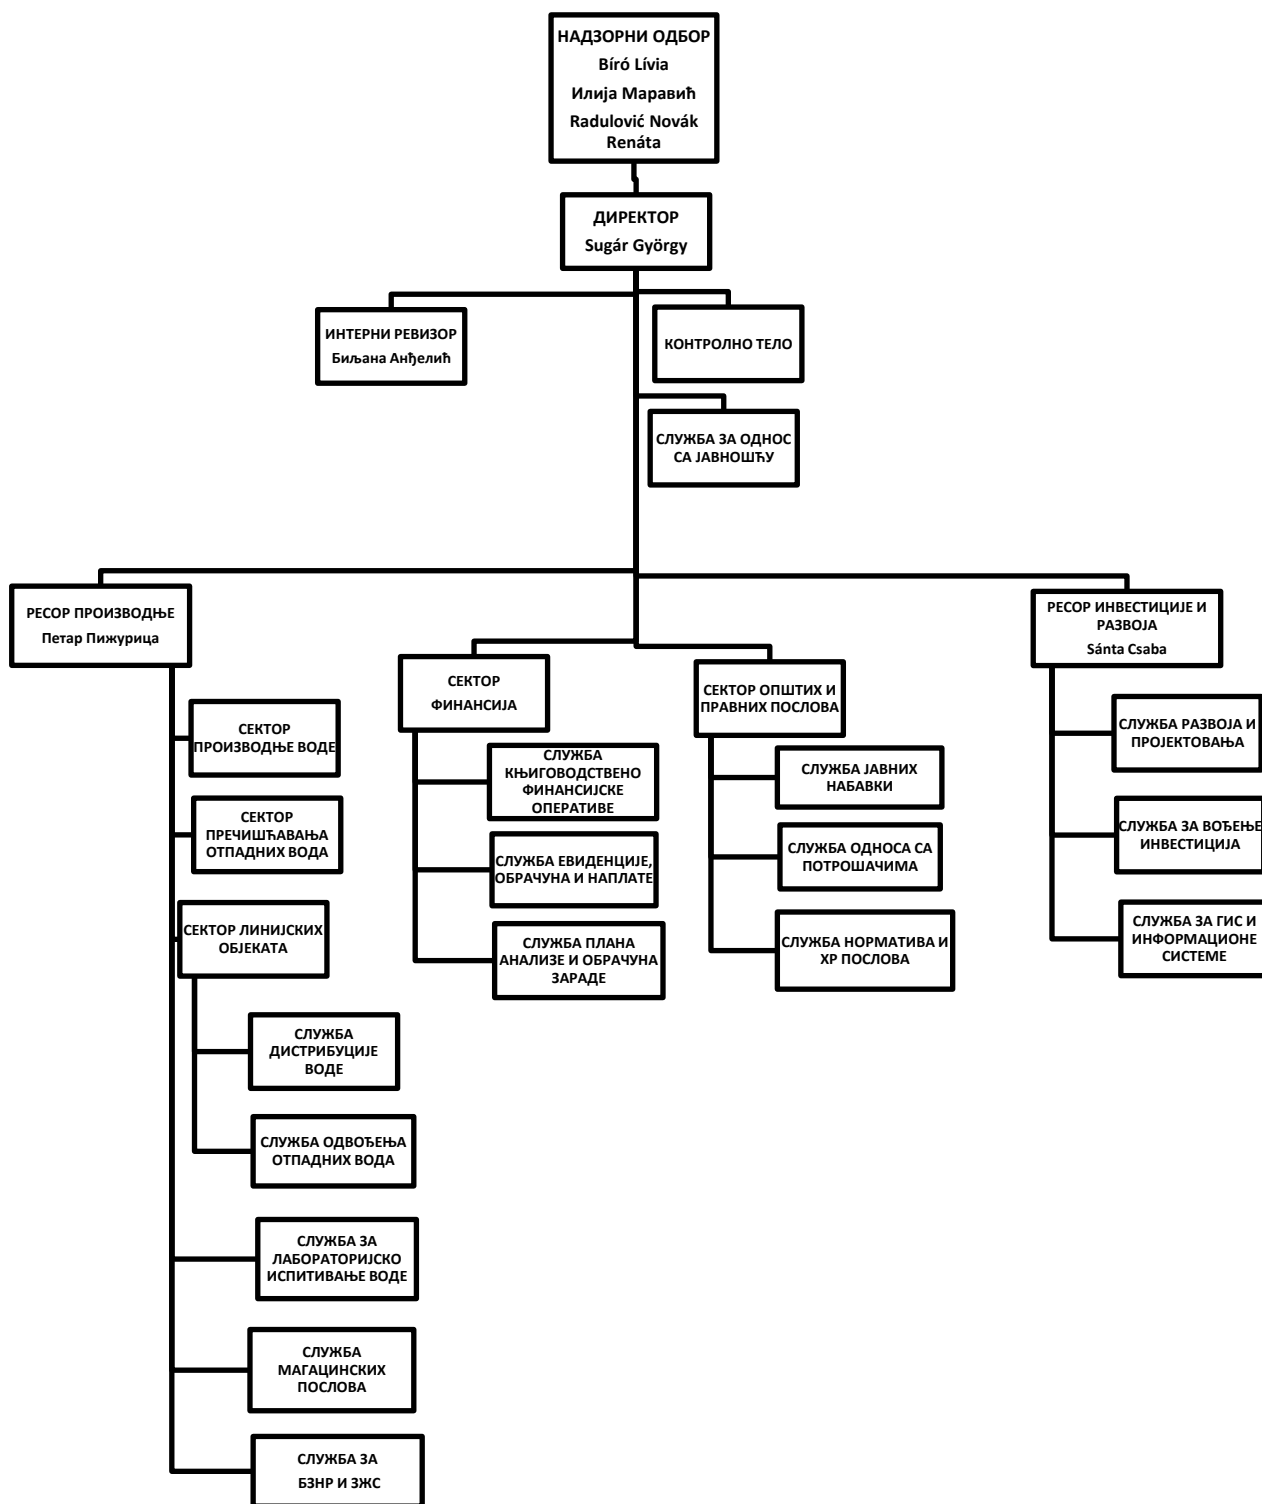 НАДЗОРНИ ОДБОР
Bíró Lívia
Илија Маравић
Radulović Novák
Renáta
ДИРЕКТОР
Sugár György
ИНТЕРНИ РЕВИЗОР
Биљана Анђелић
КОНТРОЛНО ТЕЛО
СЛУЖБА ЗА ОДНОС
СА ЈАВНОШЋУ
РЕСОР ПРОИЗВОДЊЕ
Петар Пижурица
СЕКТОР
ПРОИЗВОДЊЕ ВОДЕ
СЕКТОР
ПРЕЧИШЋАВАЊА
ОТПАДНИХ ВОДА
СЕКТОР ЛИНИЈСКИХ
ОБЈЕКАТА
СЛУЖБА
ДИСТРИБУЦИЈЕ
ВОДЕ
СЛУЖБА ОДВОЂЕЊА
ОТПАДНИХ ВОДА
СЛУЖБА ЗА
ЛАБОРАТОРИЈСКО
ИСПИТИВАЊЕ ВОДЕ
СЛУЖБА
МАГАЦИНСКИХ
ПОСЛОВА
СЛУЖБА ЗА
БЗНР И ЗЖС
СЕКТОР
ФИНАНСИЈА
СЛУЖБА
КЊИГОВОДСТВЕНО
ФИНАНСИЈСКЕ
ОПЕРАТИВЕ
СЛУЖБА ЕВИДЕНЦИЈЕ,
ОБРАЧУНА И НАПЛАТЕ
СЛУЖБА ПЛАНА
АНАЛИЗЕ И ОБРАЧУНА
ЗАРАДЕ
СЕКТОР ОПШТИХ И
ПРАВНИХ ПОСЛОВА
СЛУЖБА ЈАВНИХ
НАБАВКИ
СЛУЖБА ОДНОСА СА
ПОТРОШАЧИМА
СЛУЖБА НОРМАТИВА И
ХР ПОСЛОВА
РЕСОР ИНВЕСТИЦИЈЕ И
РАЗВОЈА
Sánta Csaba
СЛУЖБА РАЗВОЈА И
ПРОЈЕКТОВАЊА
СЛУЖБА ЗА ВОЂЕЊЕ
ИНВЕСТИЦИЈА
СЛУЖБА ЗА ГИС И
ИНФОРМАЦИОНЕ
СИСТЕМЕ